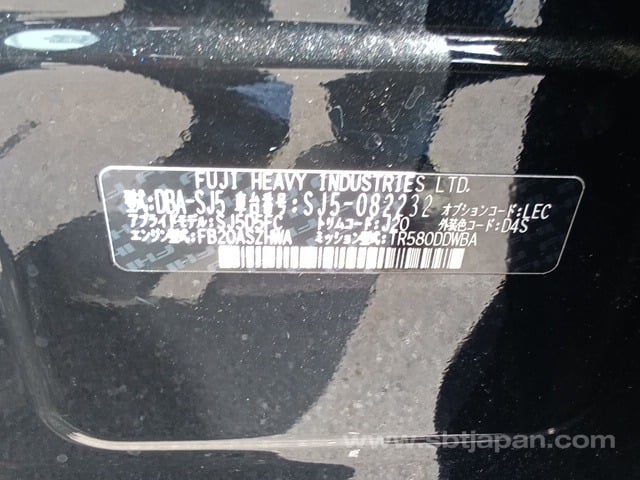 FUJI HEAVY INDUSTRIES LTD.
型式:DBA-SJ5 車台番号:SJ5-082232 オプションコード:LEC
アプライドモデル:SJ5D5EC トリムコード:J20 外装色コード:D4S
エンジン型式:FB20ASZHWA ミッション型式:TR580DDWBA
www.sbtjapan.com